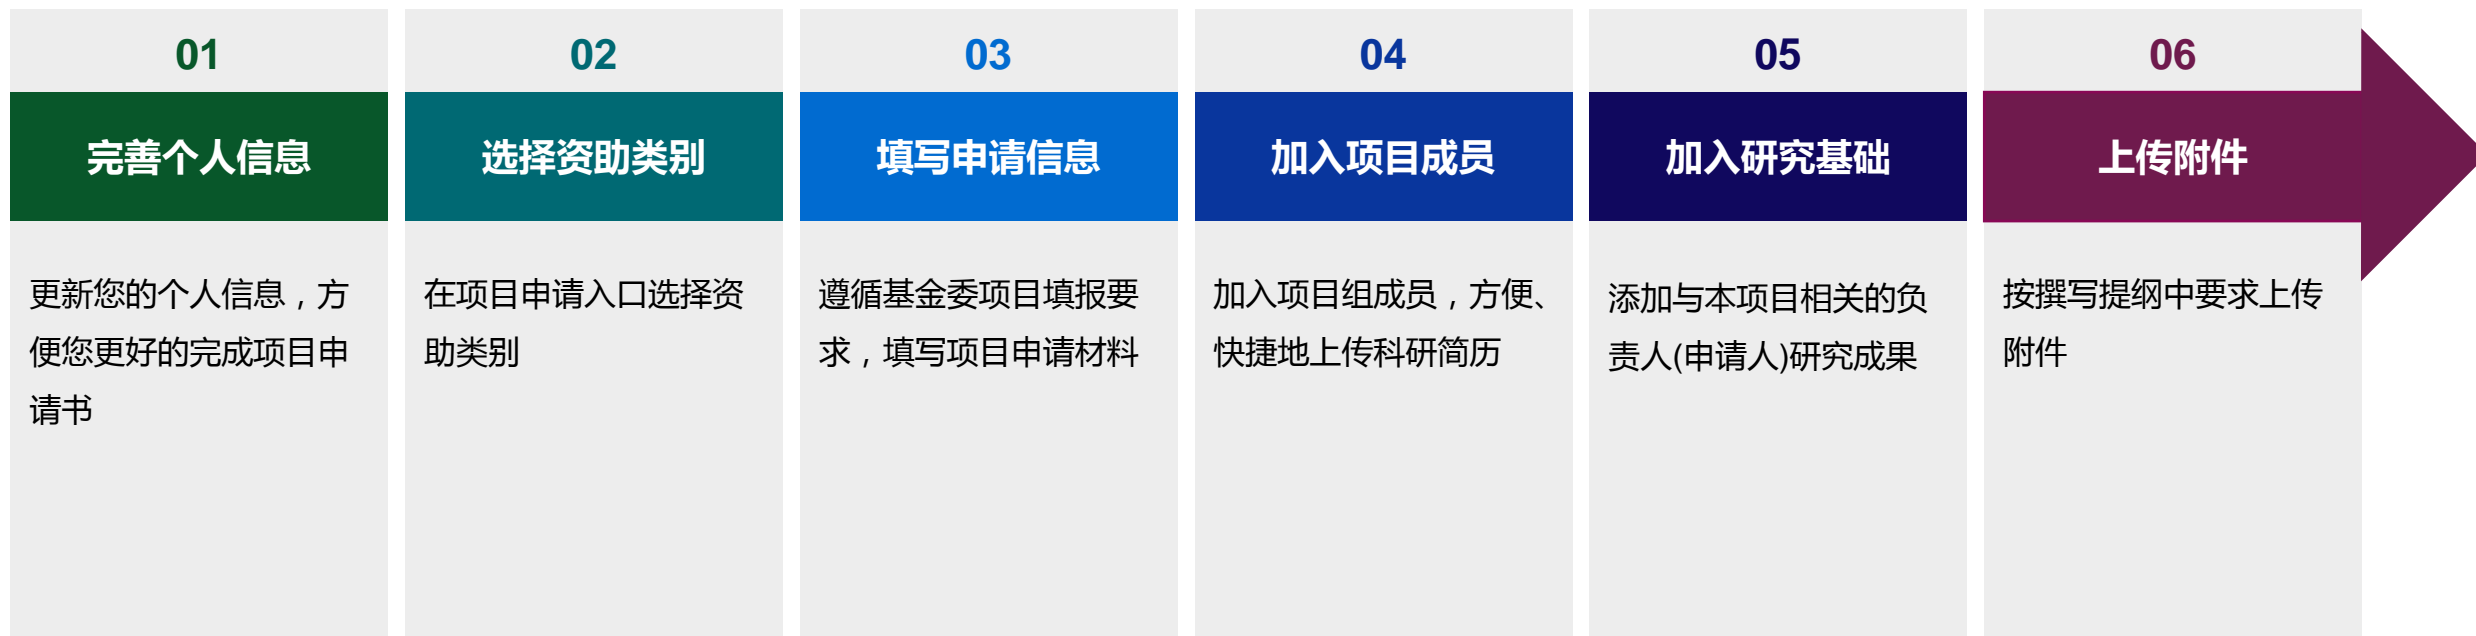 01
完善个人信息
更新您的个人信息，方
便您更好的完成项目申
请书
02
选择资助类别
在项目申请入口选择资
助类别
03
填写申请信息
遵循基金委项目填报要
求，填写项目申请材料
04
加入项目成员
加入项目组成员，方便、
快捷地上传科研简历
05
加入研究基础
添加与本项目相关的负
责人(申请人)研究成果
06
上传附件
按撰写提纲中要求上传
附件